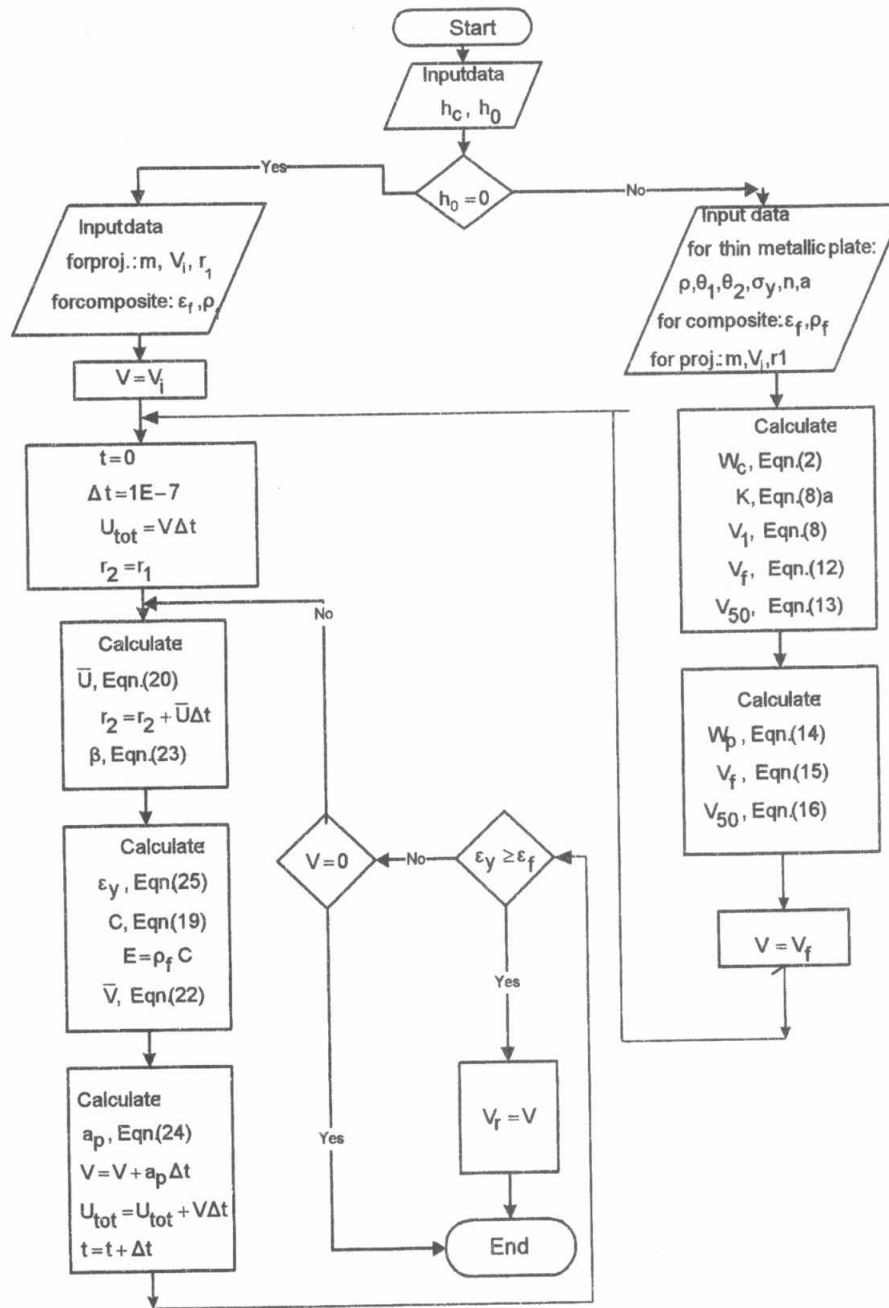 Start
Inputdata
h_c, h_0
h_0 = 0
Yes
No
Inputdata
forproj.: m, V_i, r_1
forcomposite: ε_f, ρ_f
V = V_i
t = 0
Δt = 1E-7
U_tot = VΔt
r_2 = r_1
Calculate
Ū, Eqn.(20)
r_2 = r_2 + ŪΔt
β, Eqn.(23)
Calculate
ε_y, Eqn(25)
C, Eqn(19)
E = ρ_f C
V̄, Eqn(22)
Calculate
a_p, Eqn(24)
V = V + a_p Δt
U_tot = U_tot + VΔt
t = t + Δt
ε_y ≥ ε_f
No
Yes
V = 0
No
Yes
V_r = V
End
Input data
for thin metallic plate:
ρ,θ_1,θ_2,σ_y,n,a
for composite:ε_f,ρ_f
for proj.:m,V_i,r1
Calculate
W_c, Eqn.(2)
K, Eqn.(8)a
V_1, Eqn.(8)
V_f, Eqn.(12)
V_50, Eqn.(13)
Calculate
W_p, Eqn.(14)
V_f, Eqn.(15)
V_50, Eqn.(16)
V = V_f